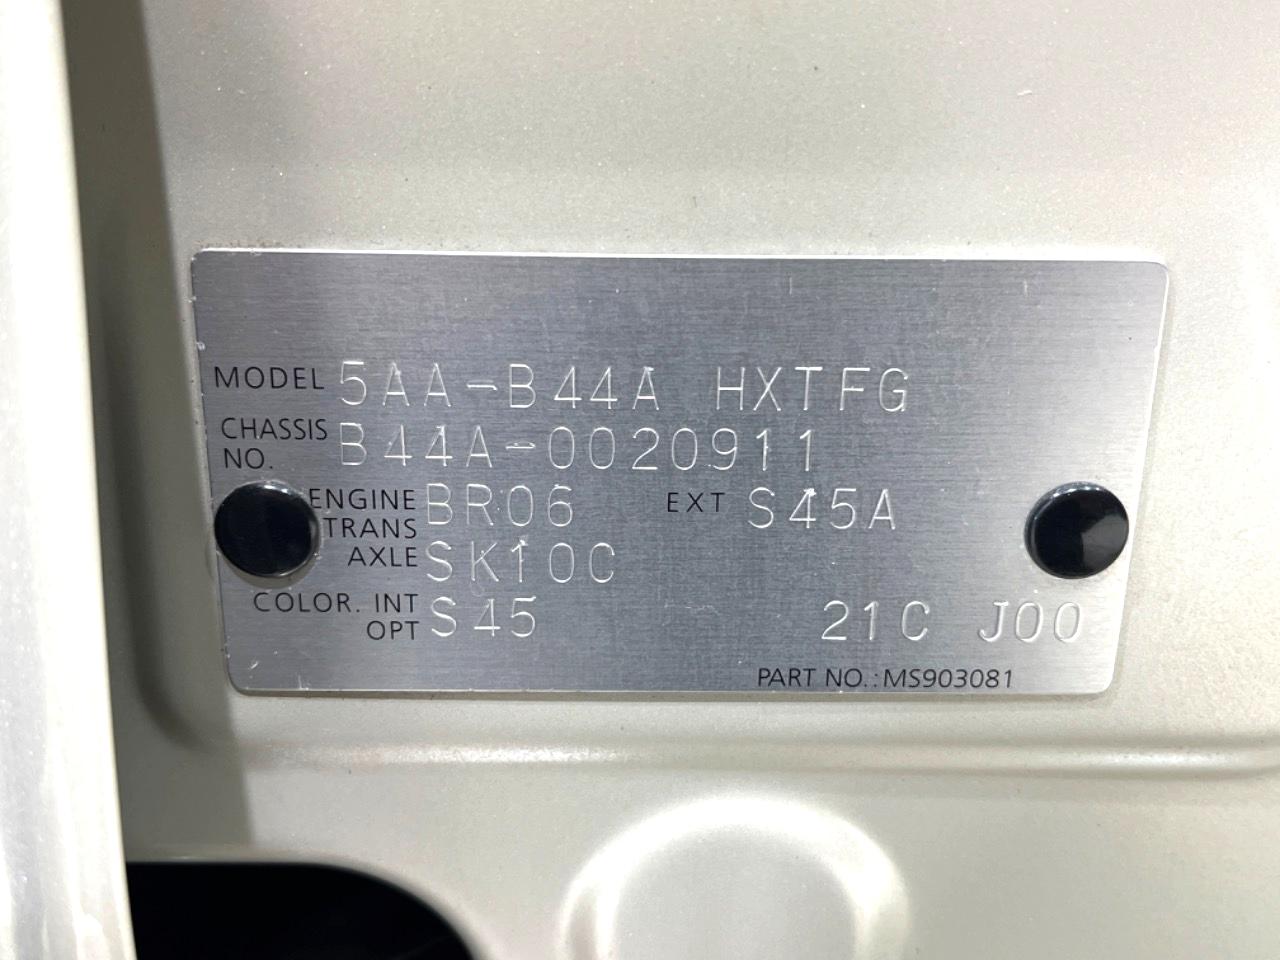 MODEL 5AA-B44A HXTFG
CHASSIS NO. B44A-0020911
ENGINE BR06 EXT S45A
TRANS AXLE SK10C
COLOR. INT OPT S45 21C J00
PART NO.:MS903081